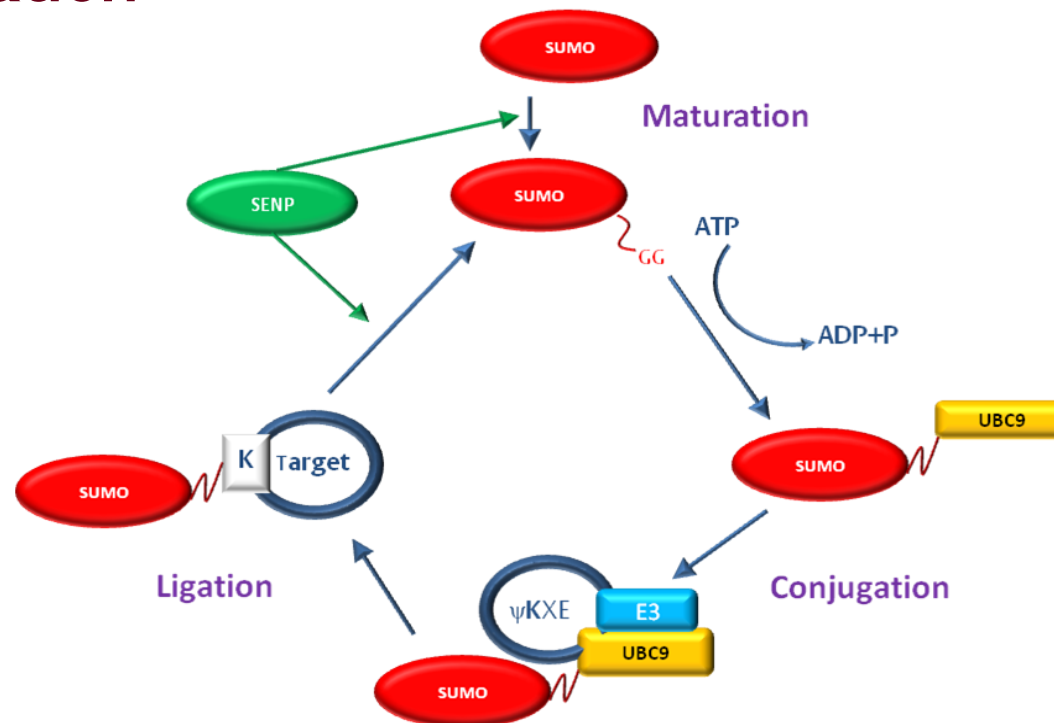 SUMO
Maturation
SENP
SUMO
GG
ATP
ADP+P
UBC9
SUMO
K
Target
SUMO
Ligation
Conjugation
ψKXE
E3
UBC9
SUMO